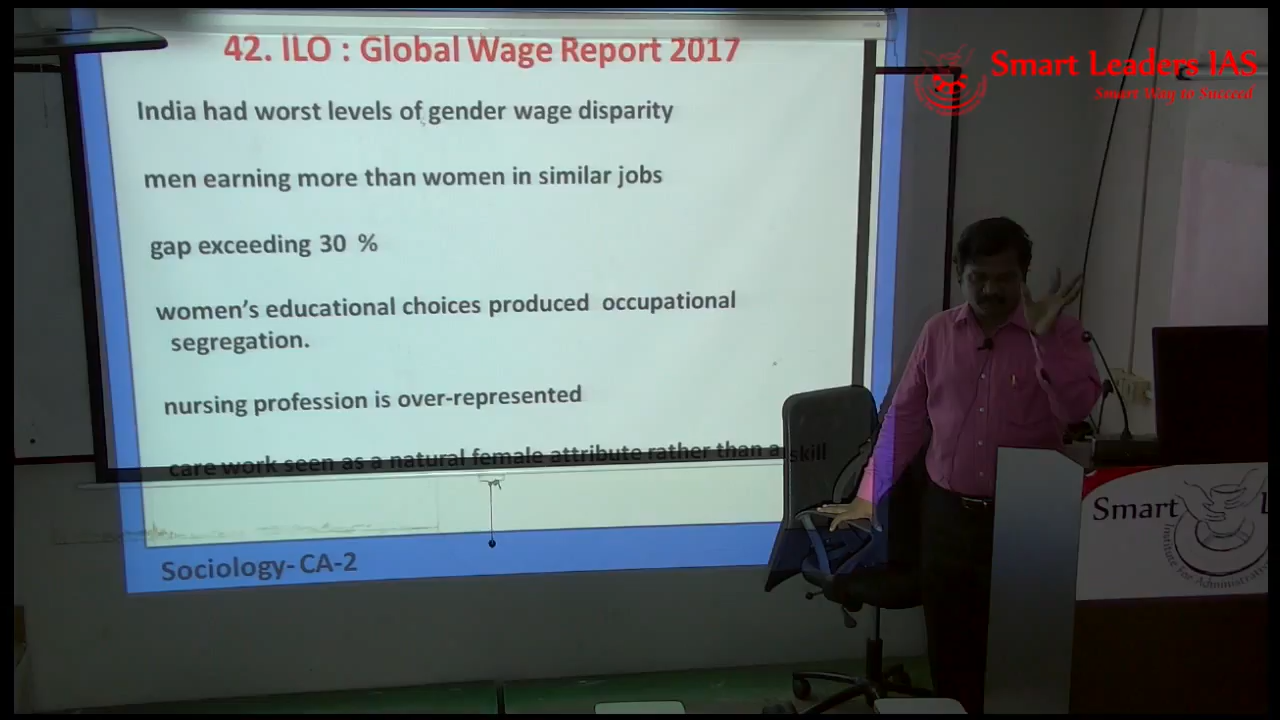 42. ILO : Global Wage Report 2017
Smart Leaders IAS
Smart Way to Succeed
India had worst levels of gender wage disparity
men earning more than women in similar jobs
gap exceeding 30 %
women's educational choices produced occupational
segregation.
nursing profession is over-represented
care work seen as a natural female attribute rather than a skill
Sociology- CA-2
Smart L
Institute For Administrative